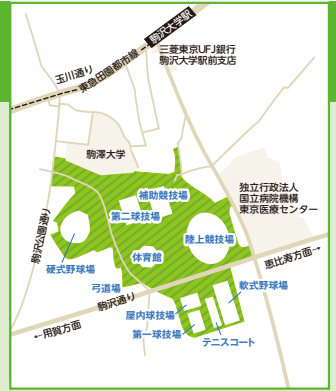 駒沢大学駅
三菱東京UFJ銀行
駒沢大学駅前支店
玉川通り
東急田園都市線
駒澤大学
補助競技場
第二球技場
独立行政法人
国立病院機構
東京医療センター
駒沢公園通り
陸上競技場
体育館
恵比寿方面→
硬式野球場
弓道場
駒沢通り
軟式野球場
屋内球技場
←用賀方面
第一球技場
テニスコート